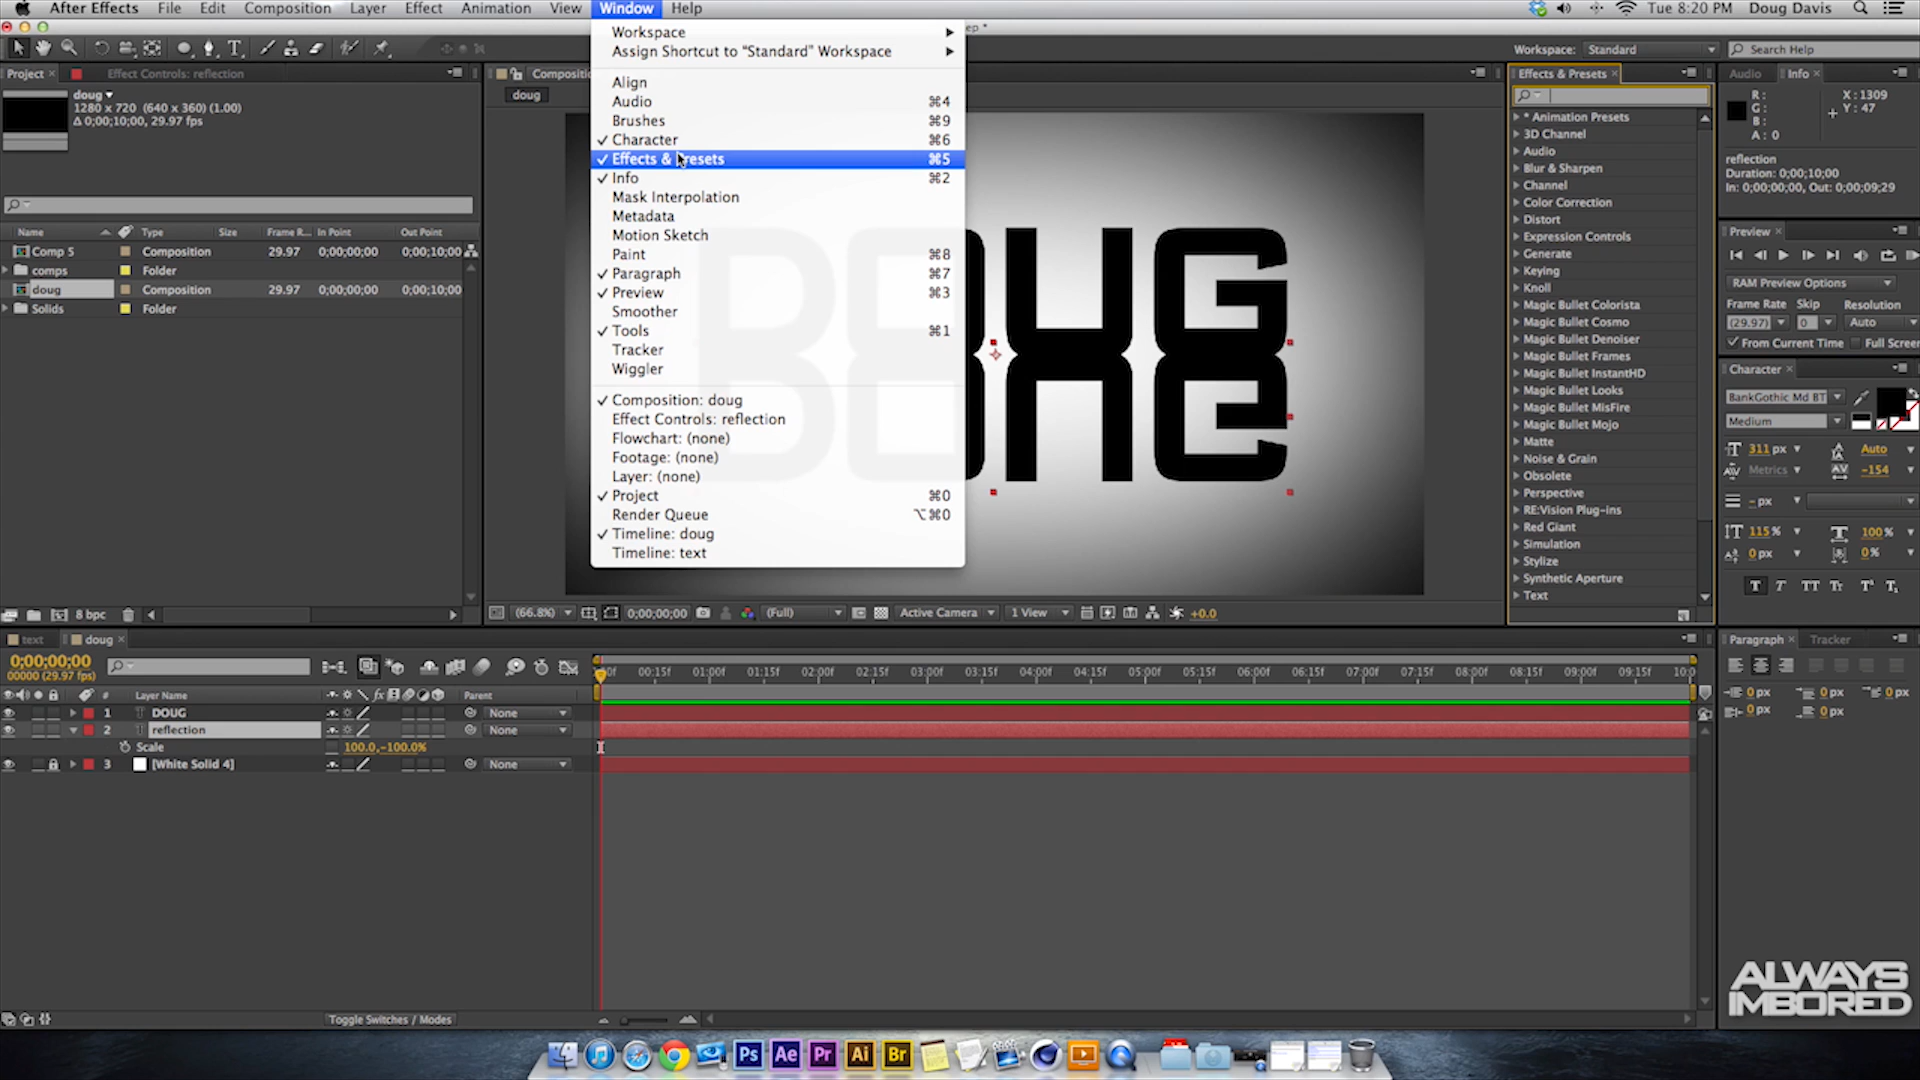 After Effects File Edit Composition Layer Effect Animation View Window Help
Tue 8:20 PM Doug Davis
Workspace: Standard
Search Help
Project
Effect Controls: reflection
doug
1280 x 720 (640 x 360) (1.00)
Δ 0;00;10;00, 29.97 fps
Name Type Size Frame R... In Point Out Point
Comp 5 Composition 29.97 0;00;00;00 0;00;10;00
comps Folder
doug Composition 29.97 0;00;00;00 0;00;10;00
Solids Folder
8 bpc
Compositio
doug
Workspace
Assign Shortcut to “Standard” Workspace
Align
Audio ⌘4
Brushes ⌘9
✓ Character ⌘6
✓ Effects & Presets ⌘5
✓ Info ⌘2
Mask Interpolation
Metadata
Motion Sketch
Paint ⌘8
✓ Paragraph ⌘7
✓ Preview ⌘3
Smoother
✓ Tools ⌘1
Tracker
Wiggler
✓ Composition: doug
Effect Controls: reflection
Flowchart: (none)
Footage: (none)
Layer: (none)
✓ Project ⌘0
Render Queue ⌥⌘0
✓ Timeline: doug
Timeline: text
(66.8%) 0;00;00;00 (Full) Active Camera 1 View +0.0
Effects & Presets
* Animation Presets
3D Channel
Audio
Blur & Sharpen
Channel
Color Correction
Distort
Expression Controls
Generate
Keying
Knoll
Magic Bullet Colorista
Magic Bullet Cosmo
Magic Bullet Denoiser
Magic Bullet Frames
Magic Bullet InstantHD
Magic Bullet Looks
Magic Bullet MisFire
Magic Bullet Mojo
Matte
Noise & Grain
Obsolete
Perspective
RE:Vision Plug-ins
Red Giant
Simulation
Stylize
Synthetic Aperture
Text
Audio Info
R: X : 1309
G: Y : 47
B:
A : 0
reflection
Duration: 0;00;10;00
In: 0;00;00;00, Out: 0;00;09;29
Preview
RAM Preview Options
Frame Rate Skip Resolution
(29.97) 0 Auto
From Current Time Full Screen
Character
BankGothic Md BT
Medium
311 px Auto
Metrics -154
- px
115% 100%
0 px 0%
Paragraph Tracker
0 px 0 px 0 px
0 px 0 px
text doug
0;00;00;00
00000 (29.97 fps)
00f 00:15f 01:00f 01:15f 02:00f 02:15f 03:00f 03:15f 04:00f 04:15f 05:00f 05:15f 06:00f 06:15f 07:00f 07:15f 08:00f 08:15f 09:00f 09:15f 10:0
# Layer Name Parent
1 DOUG None
2 reflection None
Scale 100.0,-100.0%
3 [White Solid 4] None
Toggle Switches / Modes
ALWAYS
IMBORED
Ps Ae Pr Ai Br